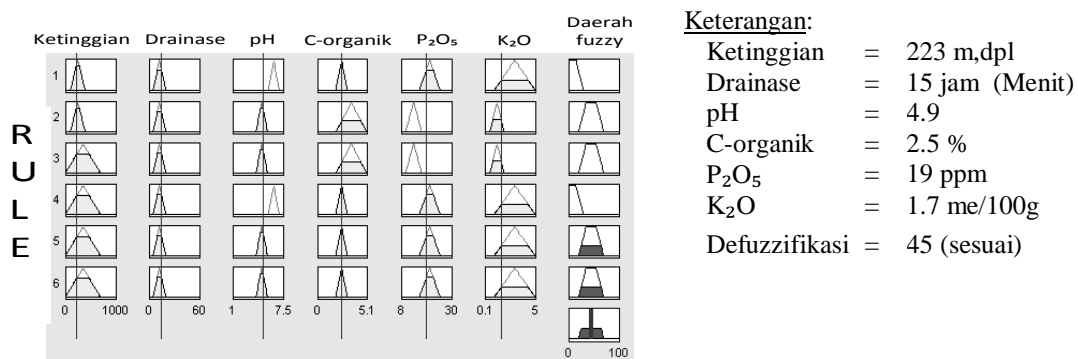 Ketinggian Drainase pH C-organik P₂O₅ K₂O Daerah fuzzy
RULE
1
2
3
4
5
6
0 1000 0 60 1 7.5 0 5.1 8 30 0.1 5
0 100
Keterangan:
Ketinggian = 223 m,dpl
Drainase = 15 jam (Menit)
pH = 4.9
C-organik = 2.5 %
P₂O₅ = 19 ppm
K₂O = 1.7 me/100g
Defuzzifikasi = 45 (sesuai)